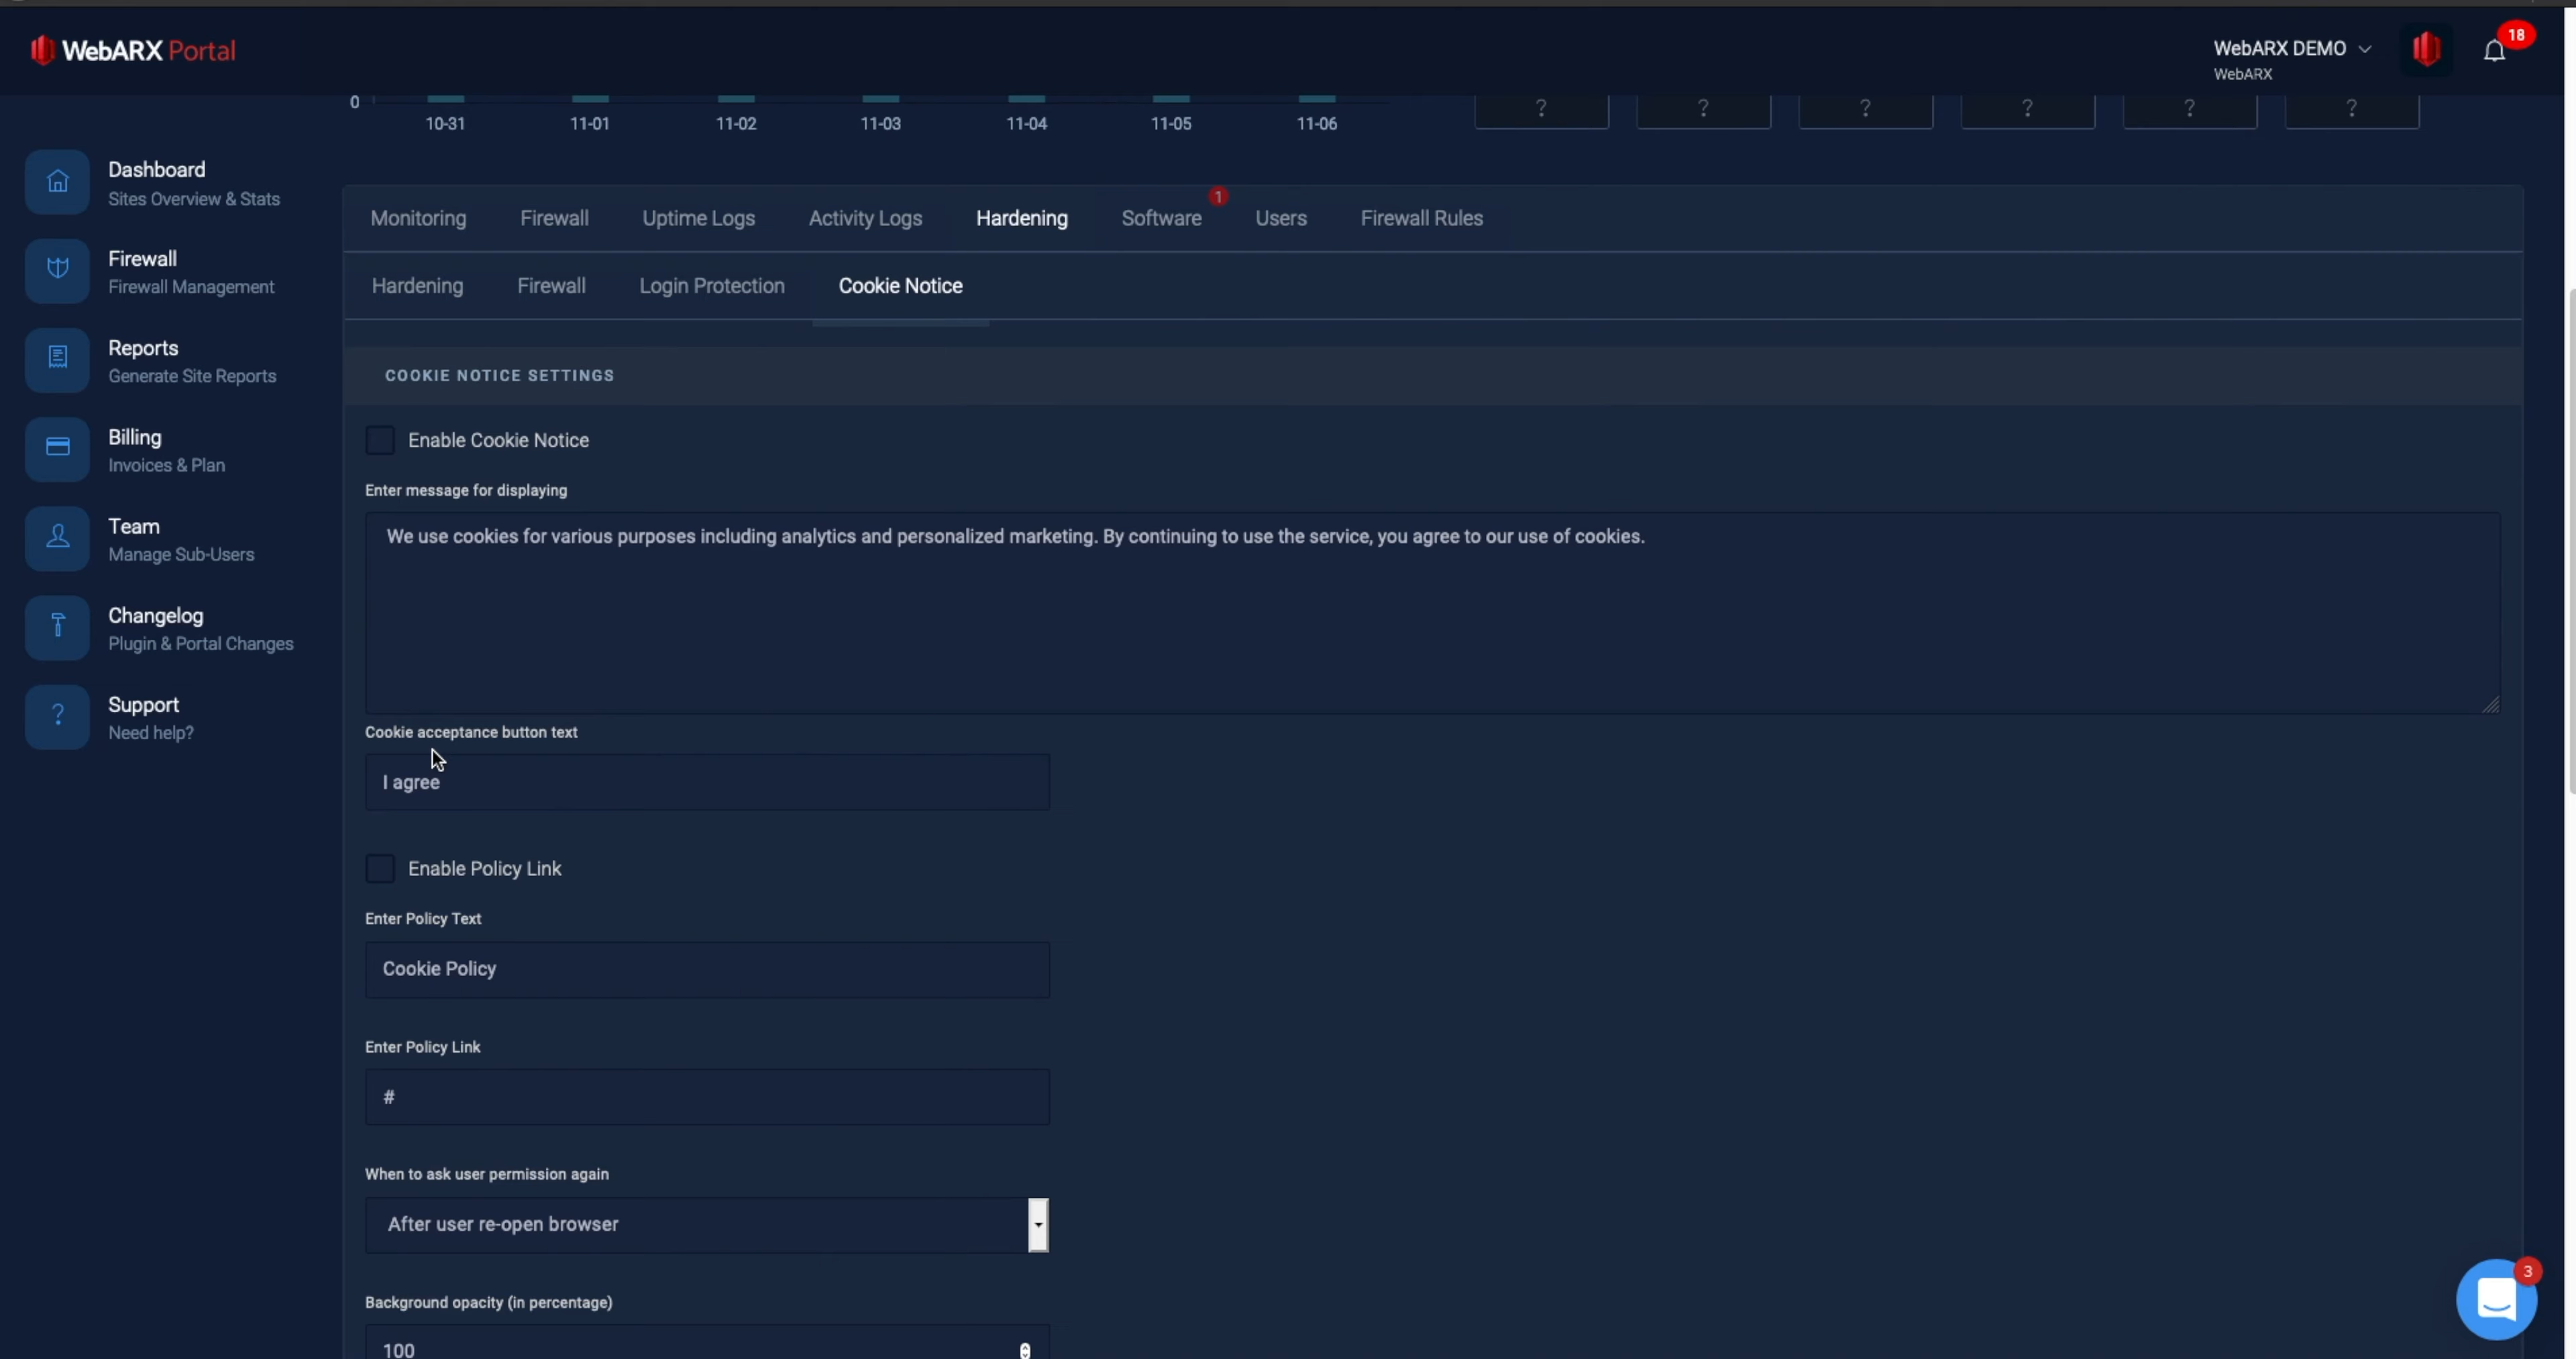 WebARX Portal
WebARX DEMO
WebARX
18
0
10-31 11-01 11-02 11-03 11-04 11-05 11-06
? ? ? ? ? ?
Dashboard
Sites Overview & Stats
Firewall
Firewall Management
Reports
Generate Site Reports
Billing
Invoices & Plan
Team
Manage Sub-Users
Changelog
Plugin & Portal Changes
?
Support
Need help?
Monitoring Firewall Uptime Logs Activity Logs Hardening Software 1 Users Firewall Rules
Hardening Firewall Login Protection Cookie Notice
COOKIE NOTICE SETTINGS
Enable Cookie Notice
Enter message for displaying
We use cookies for various purposes including analytics and personalized marketing. By continuing to use the service, you agree to our use of cookies.
Cookie acceptance button text
I agree
Enable Policy Link
Enter Policy Text
Cookie Policy
Enter Policy Link
#
When to ask user permission again
After user re-open browser
Background opacity (in percentage)
100
3